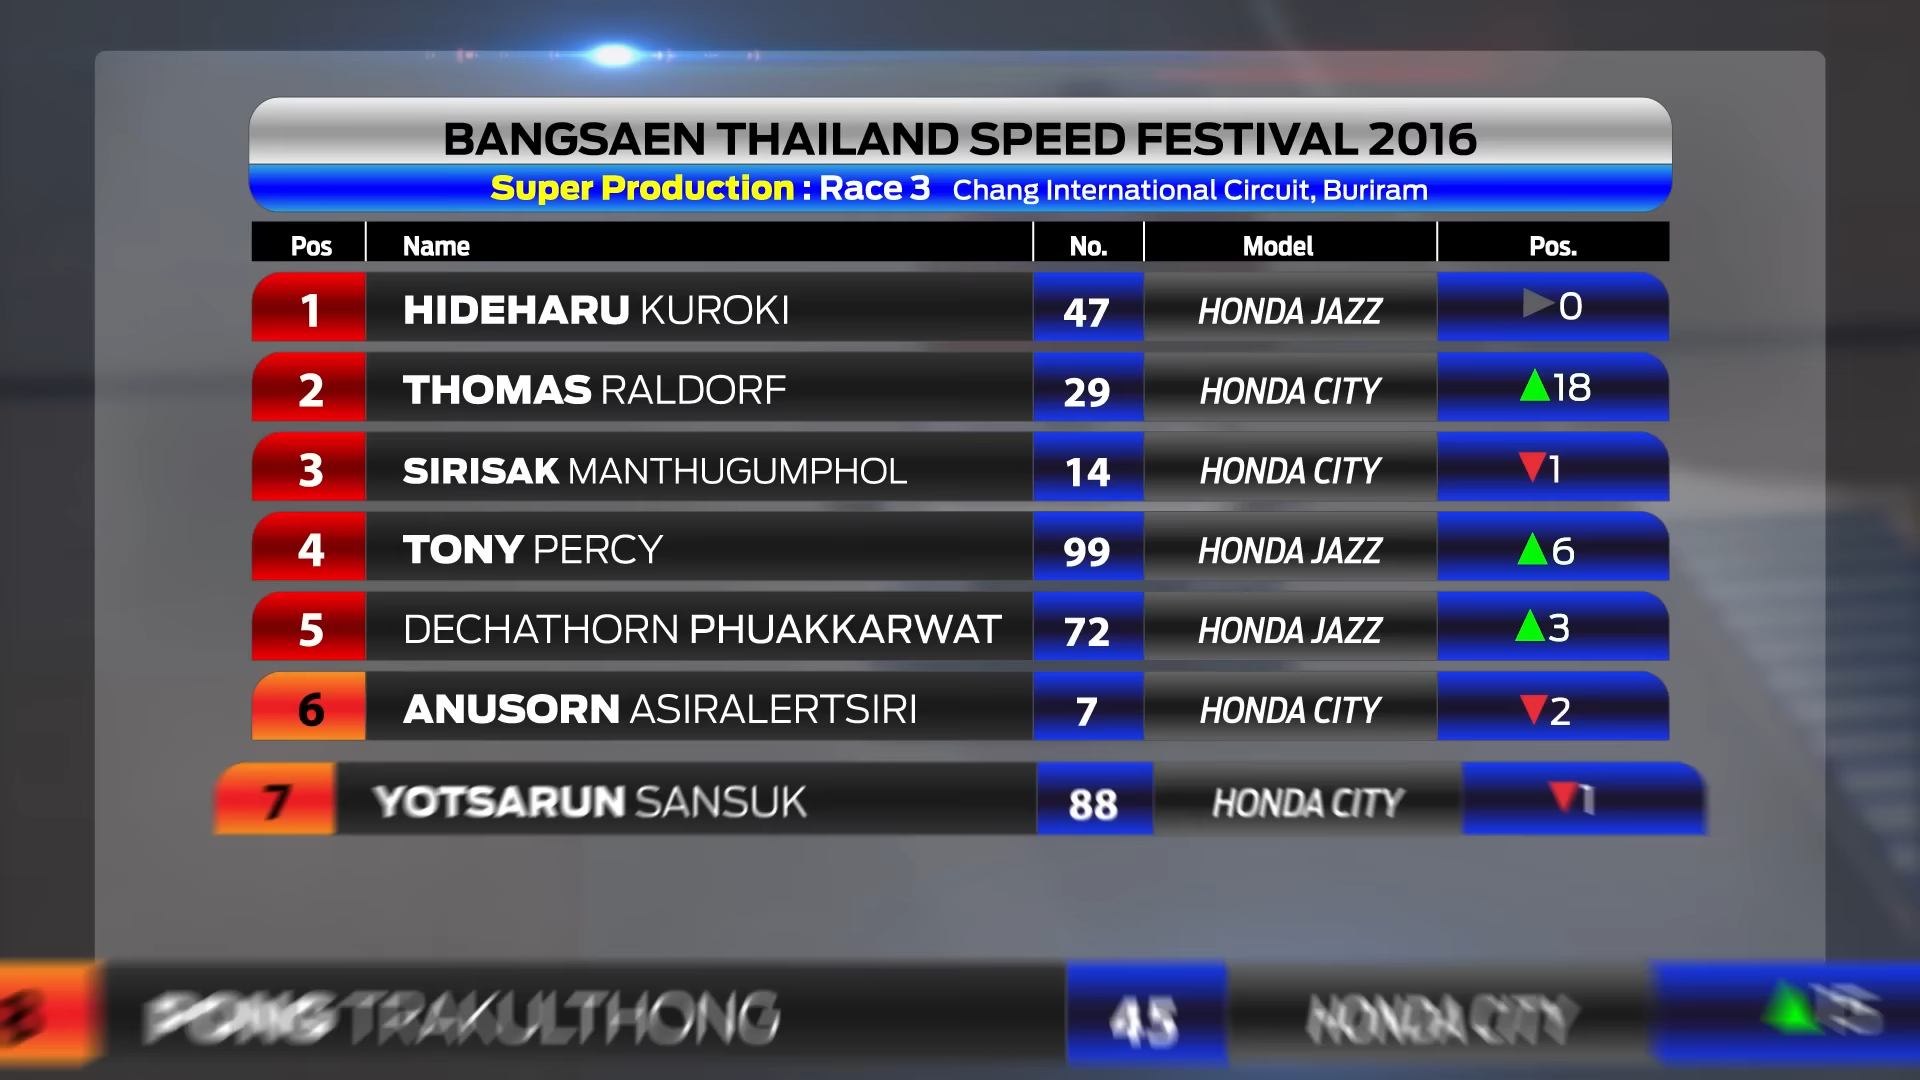 BANGSAEN THAILAND SPEED FESTIVAL 2016
Super Production : Race 3 Chang International Circuit, Buriram
Pos Name No. Model Pos.
1 HIDEHARU KUROKI 47 HONDA JAZZ 0
2 THOMAS RALDORF 29 HONDA CITY 18
3 SIRISAK MANTHUGUMPHOL 14 HONDA CITY 1
4 TONY PERCY 99 HONDA JAZZ 6
5 DECHATHORN PHUAKKARWAT 72 HONDA JAZZ 3
6 ANUSORN ASIRALERTSIRI 7 HONDA CITY 2
7 YOTSARUN SANSUK 88 HONDA CITY 1
TRAKULTHONG 45 HONDA CITY